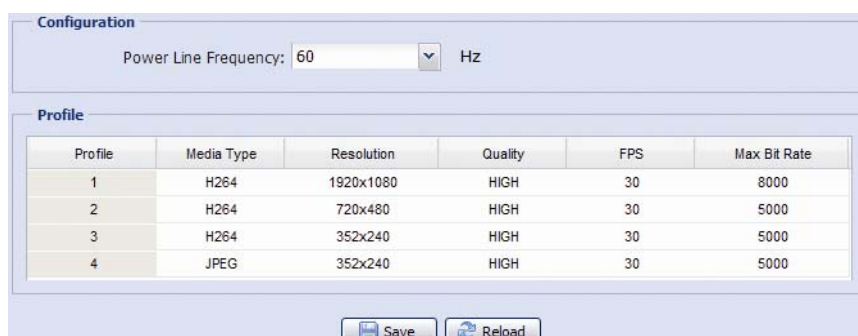 Configuration
Power Line Frequency: 60 Hz
Profile
Profile Media Type Resolution Quality FPS Max Bit Rate
1 H264 1920x1080 HIGH 30 8000
2 H264 720x480 HIGH 30 5000
3 H264 352x240 HIGH 30 5000
4 JPEG 352x240 HIGH 30 5000
Save Reload